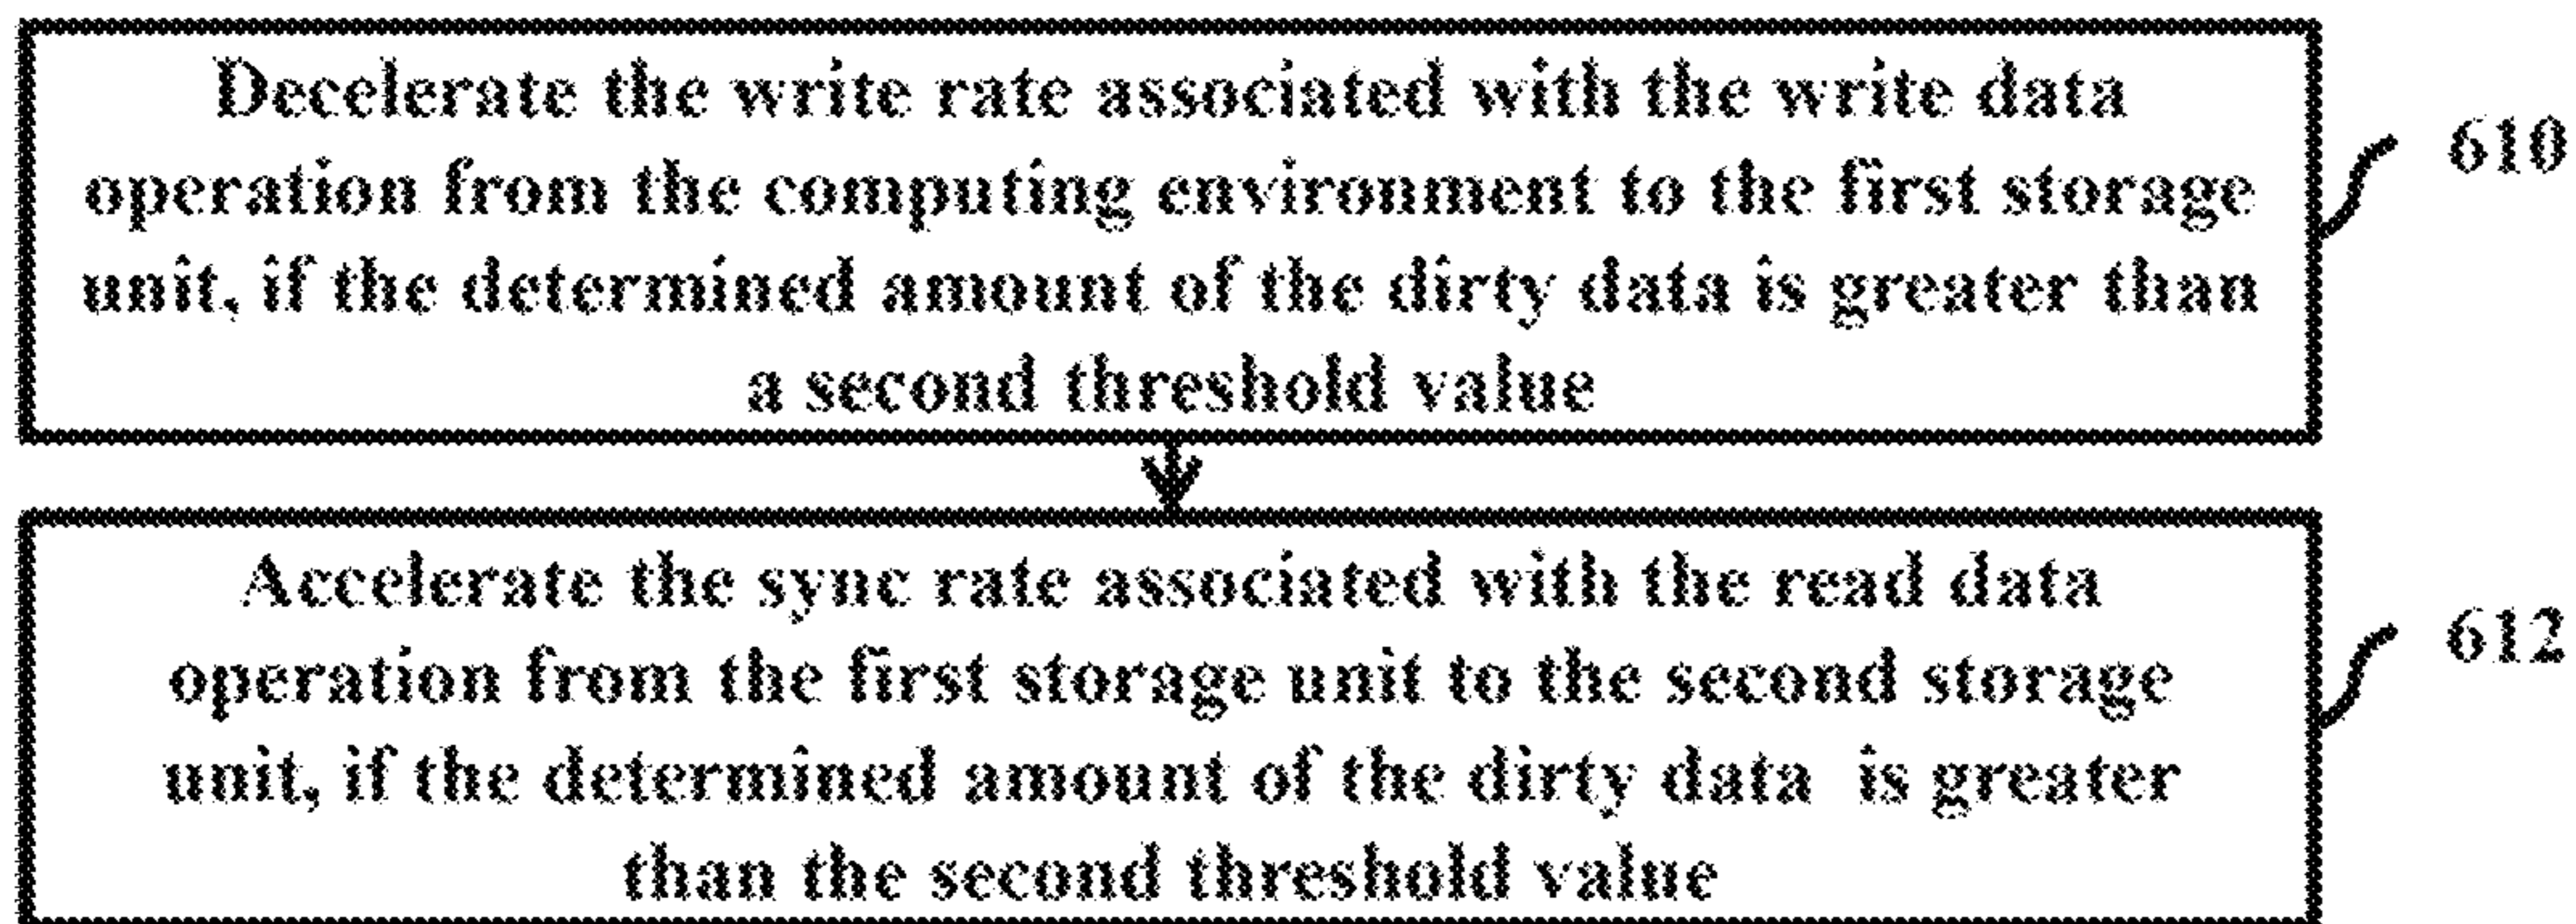 Decelerate the write rate associated with the write data
operation from the computing environment to the first storage
unit, if the determined amount of the dirty data is greater than
a second threshold value
610
Accelerate the sync rate associated with the read data
operation from the first storage unit to the second storage
unit, if the determined amount of the dirty data is greater
than the second threshold value
612